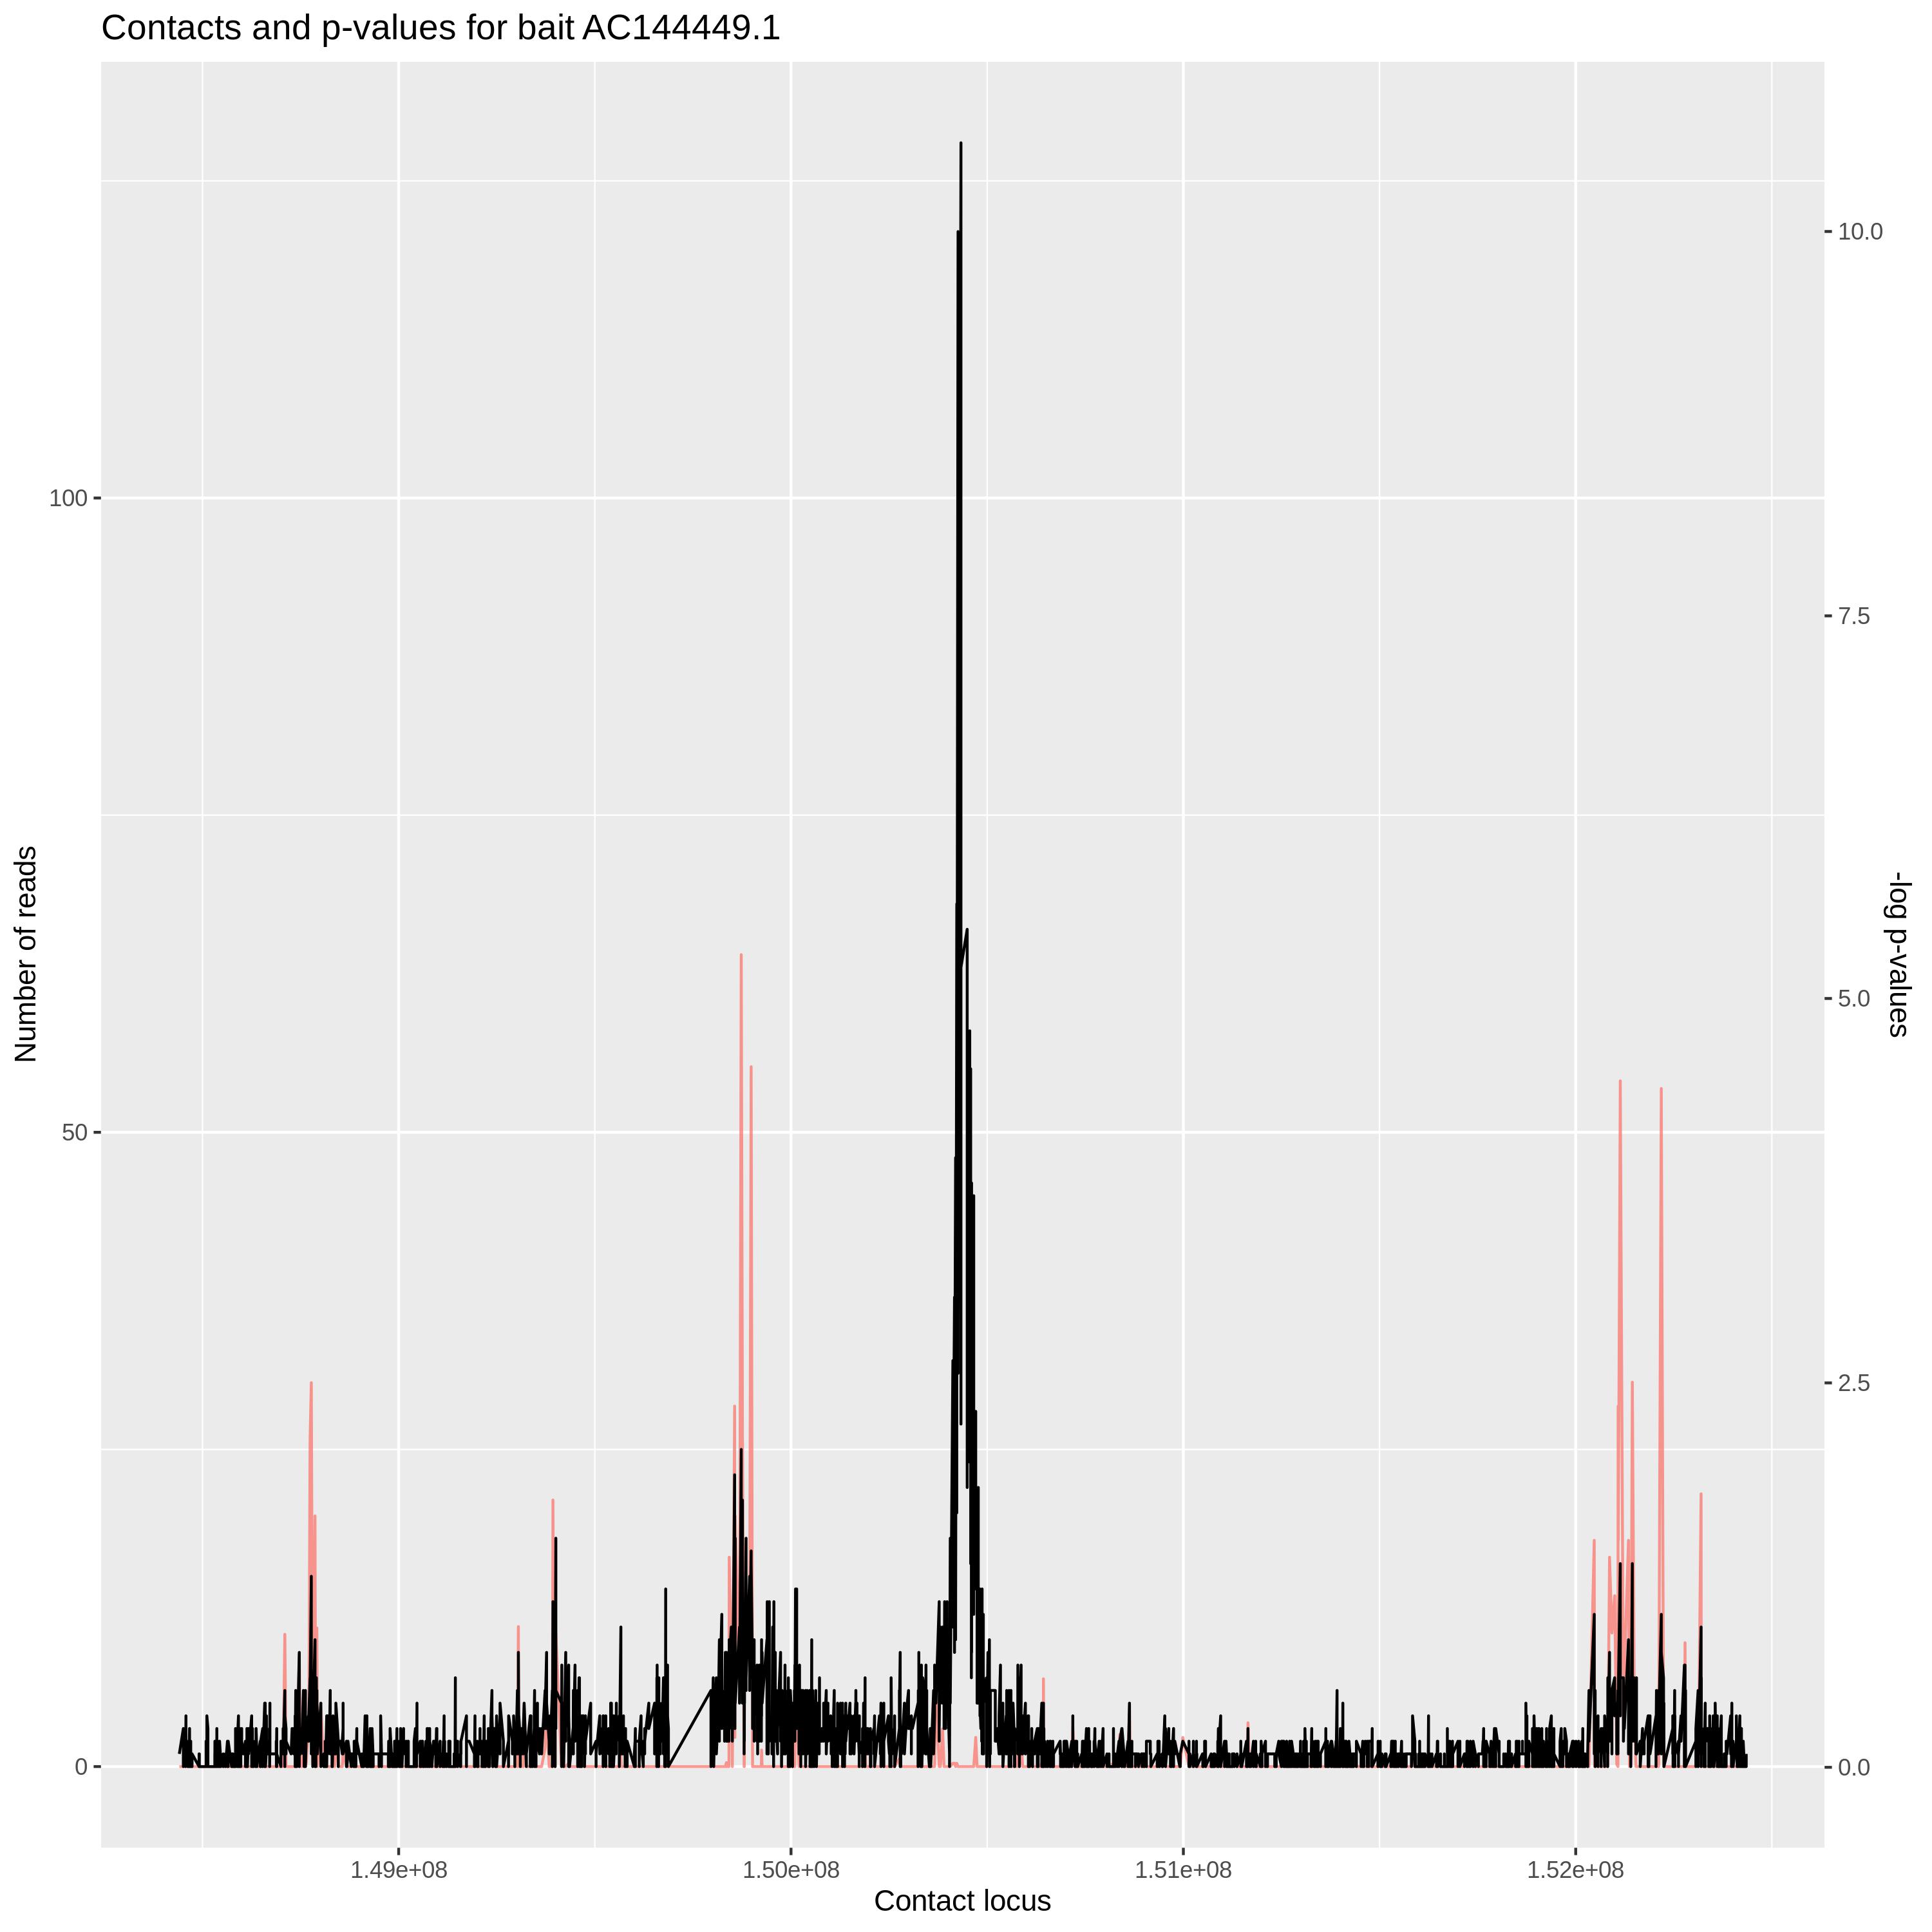 Contacts and p-values for bait AC144449.1
100
50
0
Number of reads
10.0
7.5
5.0
2.5
0.0
-log p-values
1.49e+08
1.50e+08
1.51e+08
1.52e+08
Contact locus